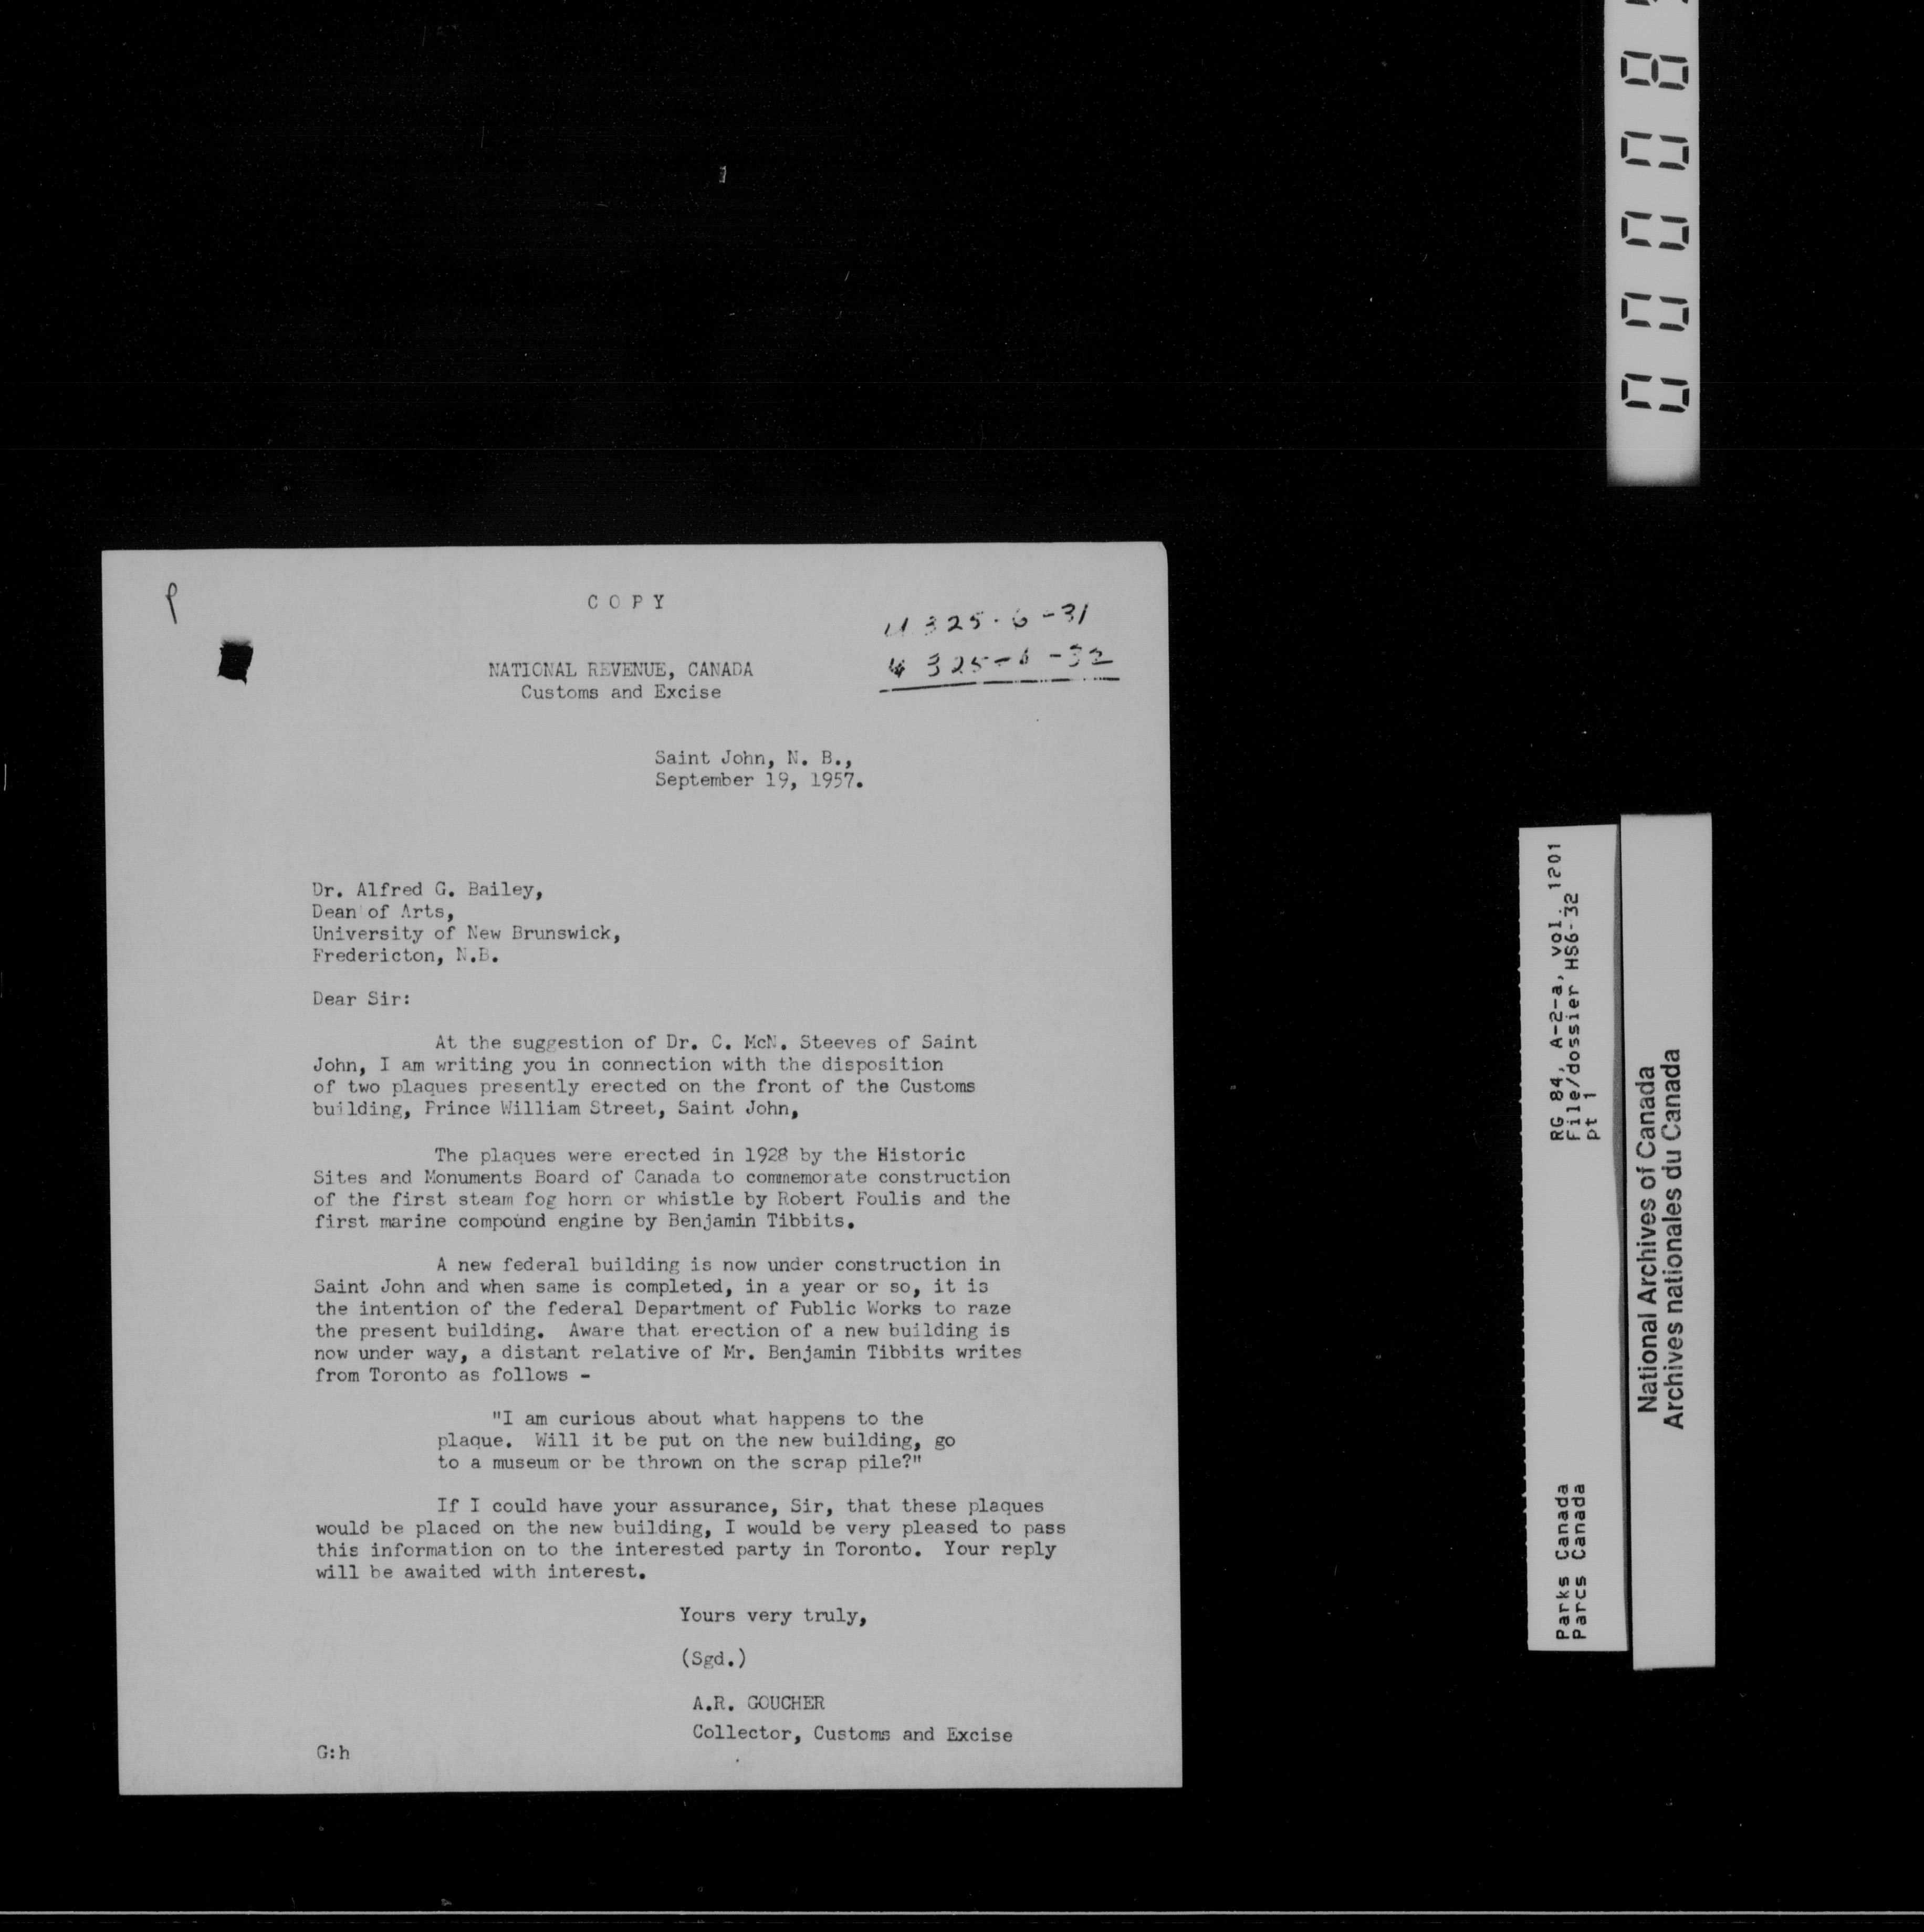 C O P Y
U 325-6-31
U 325-6-32
NATIONAL REVENUE, CANADA
Customs and Excise
Saint John, N. B.,
September 19, 1957.
Dr. Alfred G. Bailey,
Dean of Arts,
University of New Brunswick,
Fredericton, N.B.
Dear Sir:
At the suggestion of Dr. C. McN. Steeves of Saint
John, I am writing you in connection with the disposition
of two plaques presently erected on the front of the Customs
building, Prince William Street, Saint John,
The plaques were erected in 1928 by the Historic
Sites and Monuments Board of Canada to commemorate construction
of the first steam fog horn or whistle by Robert Foulis and the
first marine compound engine by Benjamin Tibbits.
A new federal building is now under construction in
Saint John and when same is completed, in a year or so, it is
the intention of the federal Department of Public Works to raze
the present building. Aware that erection of a new building is
now under way, a distant relative of Mr. Benjamin Tibbits writes
from Toronto as follows -
"I am curious about what happens to the
plaque. Will it be put on the new building, go
to a museum or be thrown on the scrap pile?"
If I could have your assurance, Sir, that these plaques
would be placed on the new building, I would be very pleased to pass
this information on to the interested party in Toronto. Your reply
will be awaited with interest.
Yours very truly,
(Sgd.)
A.R. GOUCHER
Collector, Customs and Excise
G:h
Parks Canada
Parcs Canada
RG 84, A-2-a, vol. 1201
File/dossier HS6-32
pt 1
National Archives of Canada
Archives nationales du Canada